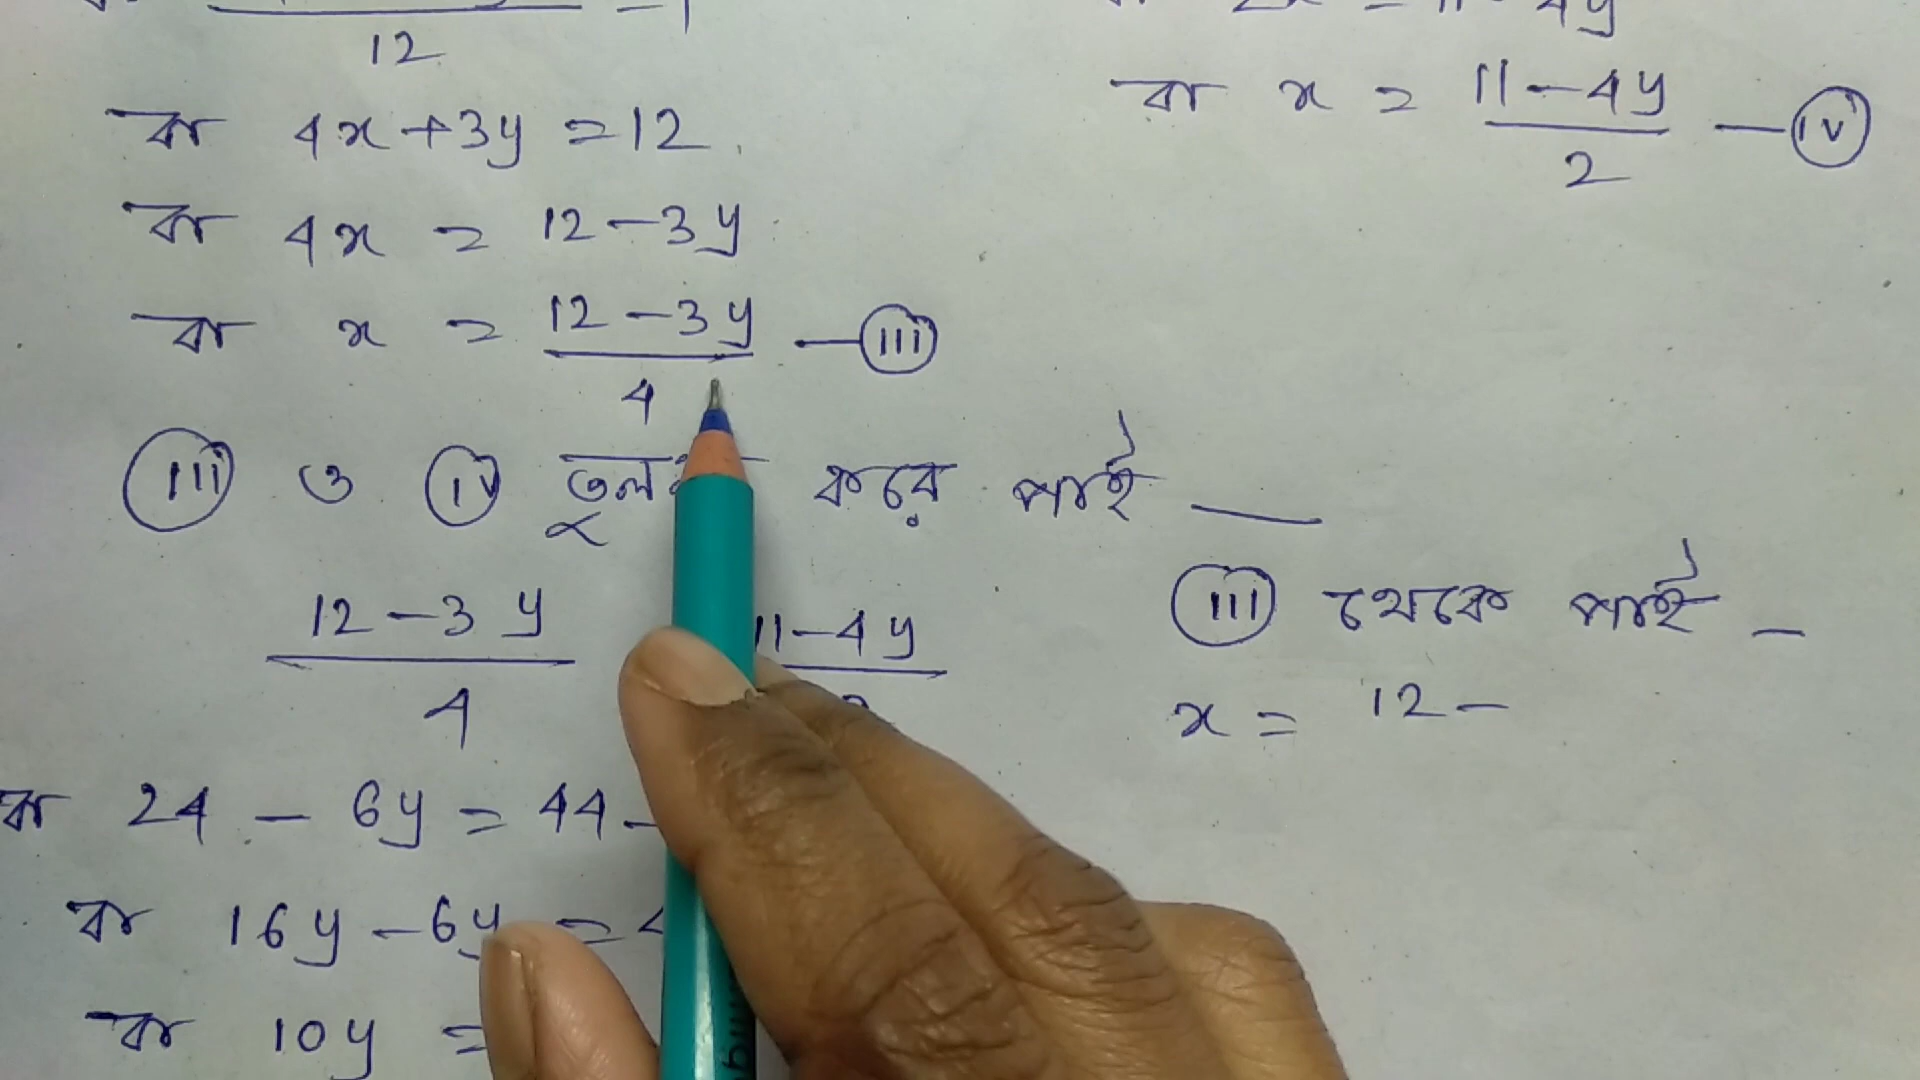 12
বা 4x+3y = 12
বা 4x = 12-3y
বা x = 12-3y/4 — (III)
(III) ও (IV) করে পাই —
12-3y/4 11-4y
বা 24 - 6y = 44 -
বা 16y - 6y =
বা 10y =
বা x = 11-4y/2 — (IV)
(III) থেকে পাই -
x = 12 -